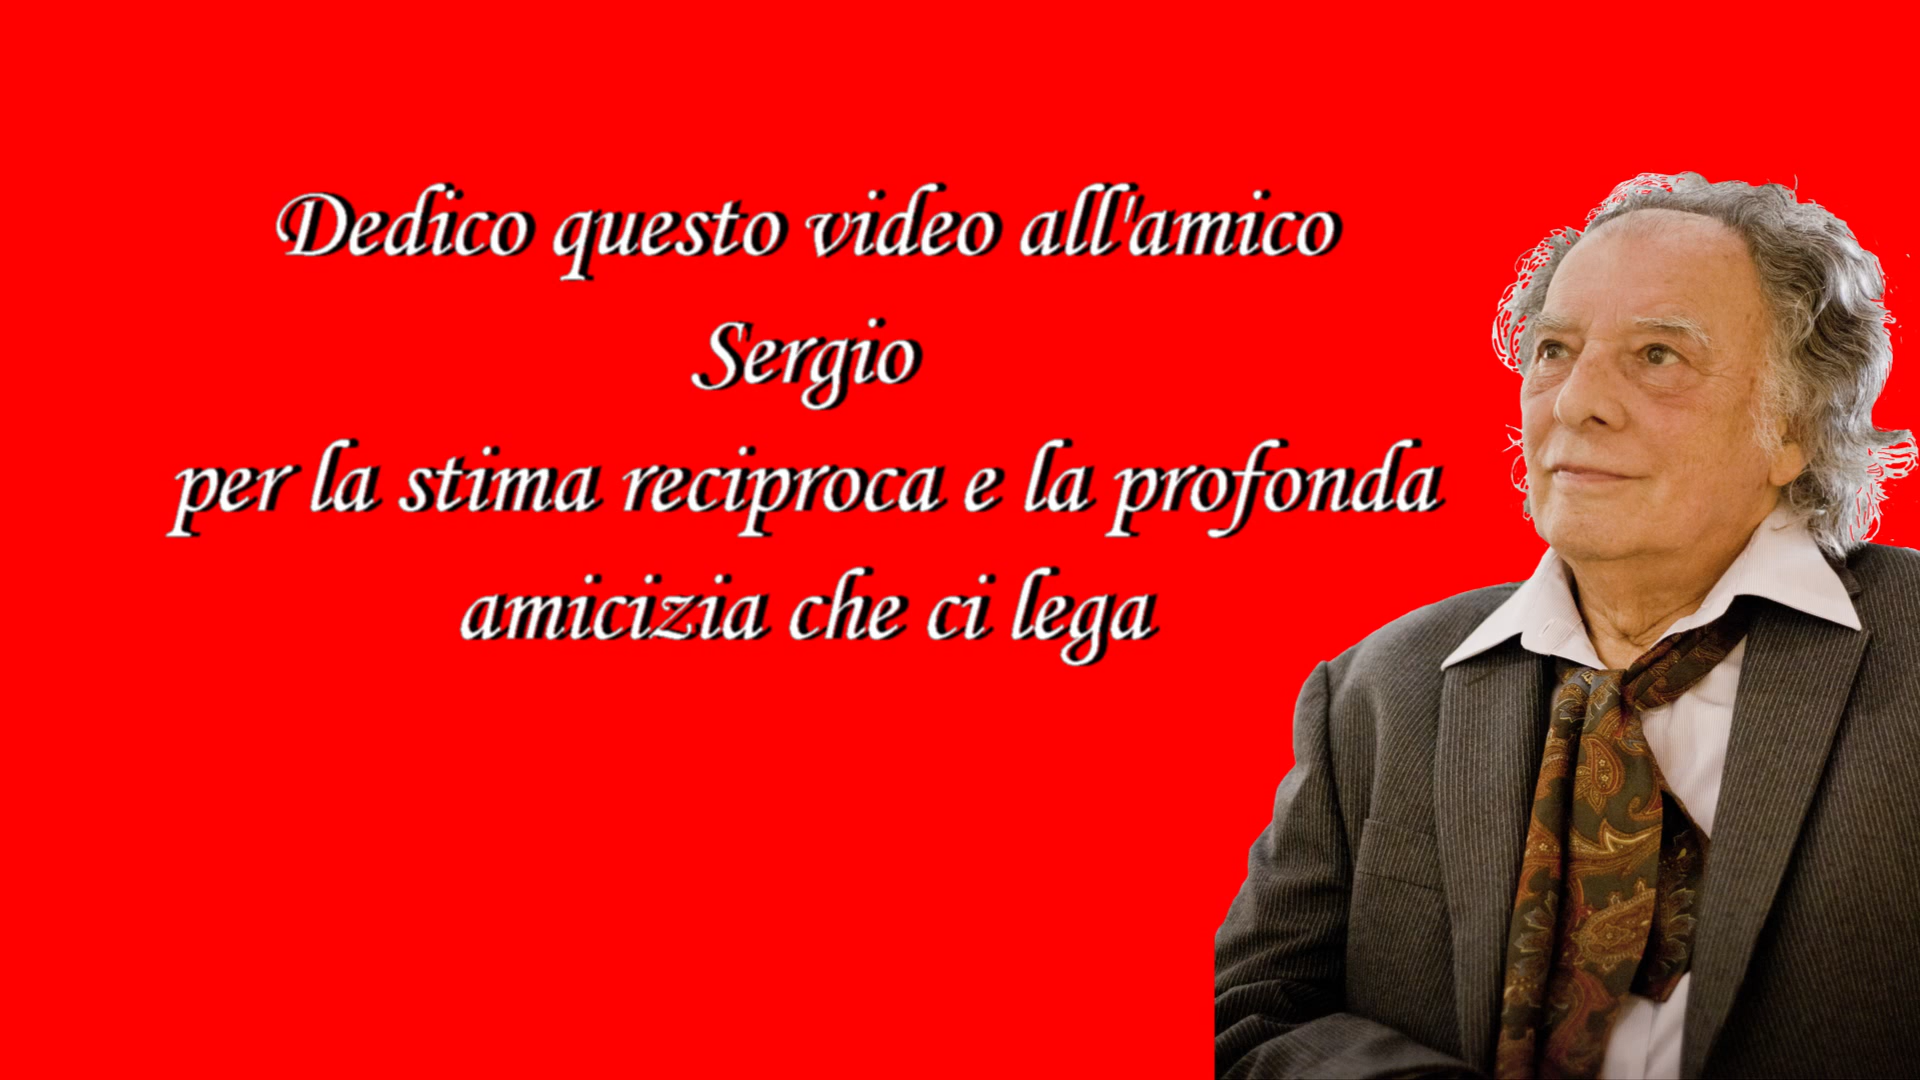 Dedico questo video all'amico
Sergio
per la stima reciproca e la profonda
amicizia che ci lega